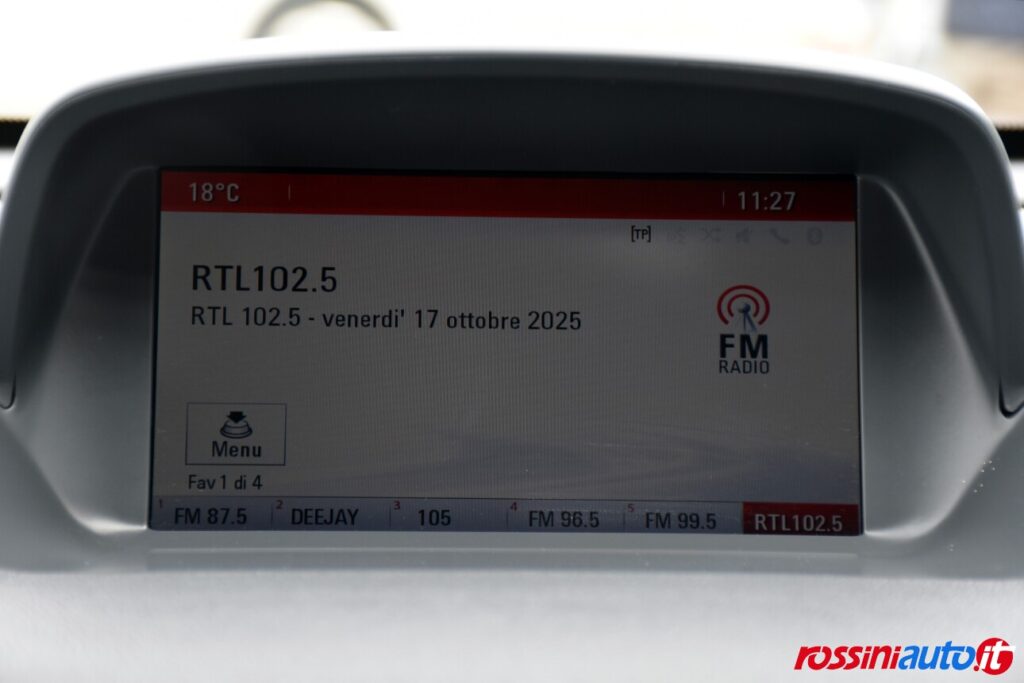 18°C
11:27
[TP]
RTL102.5
RTL 102.5 - venerdi' 17 ottobre 2025
FM
RADIO
Menu
Fav 1 di 4
1 FM 87.5 2 DEEJAY 3 105 4 FM 96.5 5 FM 99.5 RTL102.5
rossiniauto.it